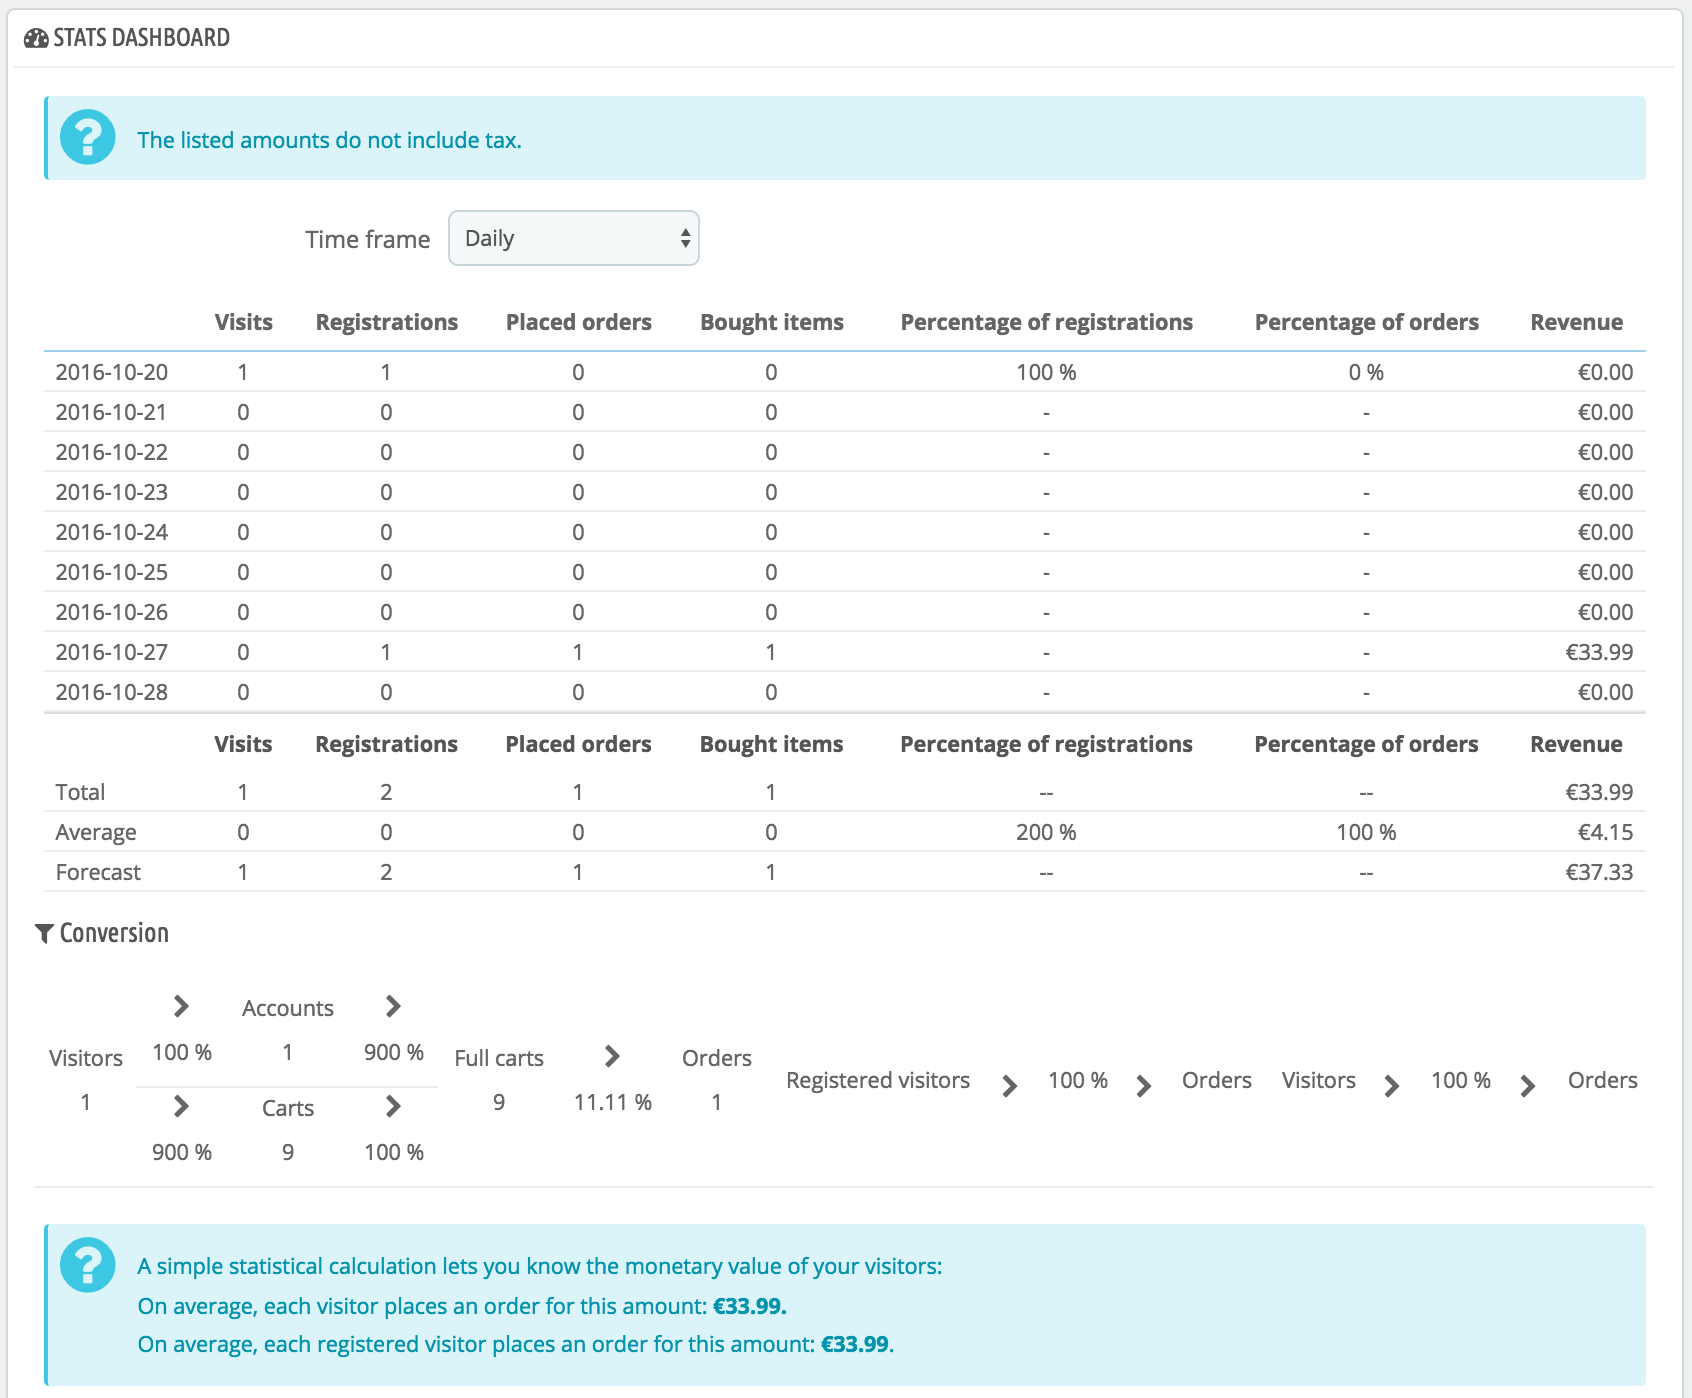 STATS DASHBOARD
The listed amounts do not include tax.
Time frame Daily
Visits Registrations Placed orders Bought items Percentage of registrations Percentage of orders Revenue
2016-10-20 1 1 0 0 100 % 0 % €0.00
2016-10-21 0 0 0 0 - - €0.00
2016-10-22 0 0 0 0 - - €0.00
2016-10-23 0 0 0 0 - - €0.00
2016-10-24 0 0 0 0 - - €0.00
2016-10-25 0 0 0 0 - - €0.00
2016-10-26 0 0 0 0 - - €0.00
2016-10-27 0 1 1 1 - - €33.99
2016-10-28 0 0 0 0 - - €0.00
Visits Registrations Placed orders Bought items Percentage of registrations Percentage of orders Revenue
Total 1 2 1 1 -- -- €33.99
Average 0 0 0 0 200 % 100 % €4.15
Forecast 1 2 1 1 -- -- €37.33
Conversion
Visitors
1
Accounts
100 % 1 900 %
Carts
900 % 9 100 %
Full carts
9
11.11 %
Orders
1
Registered visitors 100 % Orders Visitors 100 % Orders
A simple statistical calculation lets you know the monetary value of your visitors:
On average, each visitor places an order for this amount: €33.99.
On average, each registered visitor places an order for this amount: €33.99.